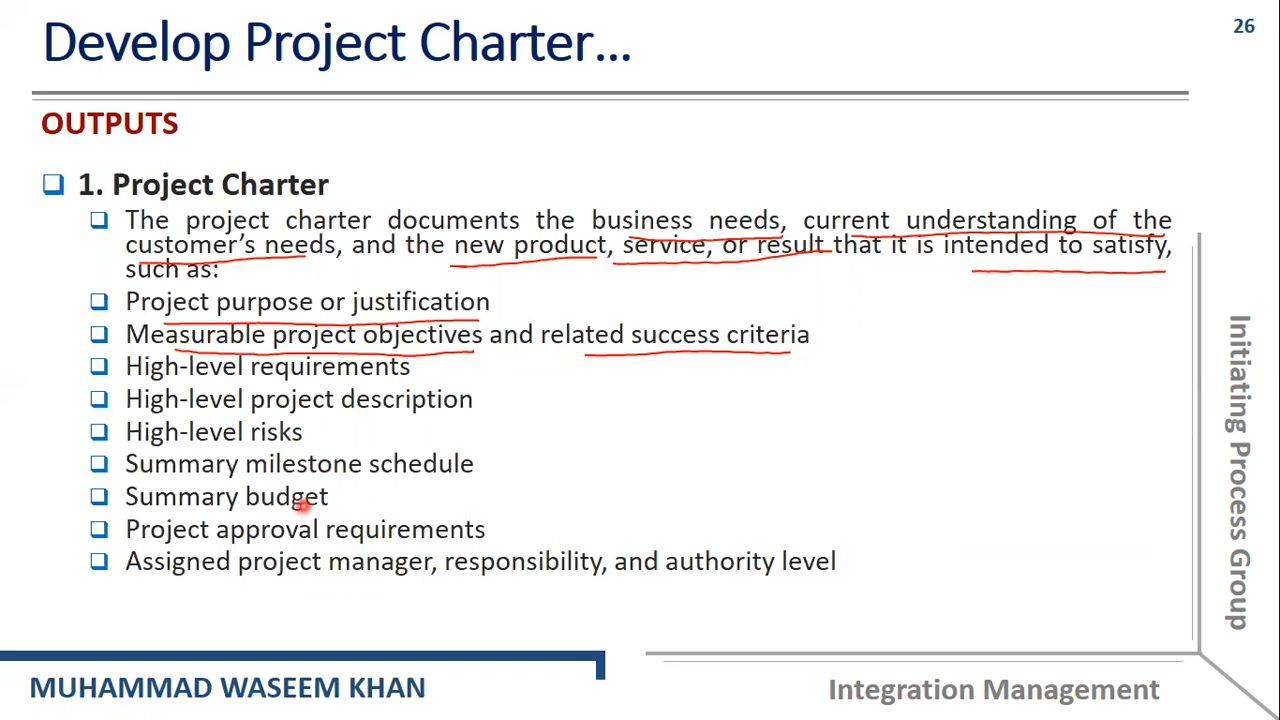 Develop Project Charter...
26
OUTPUTS
1. Project Charter
The project charter documents the business needs, current understanding of the
customer's needs, and the new product, service, or result that it is intended to satisfy,
such as:
Project purpose or justification
Measurable project objectives and related success criteria
High-level requirements
High-level project description
High-level risks
Summary milestone schedule
Summary budget
Project approval requirements
Assigned project manager, responsibility, and authority level
Initiating Process Group
MUHAMMAD WASEEM KHAN
Integration Management